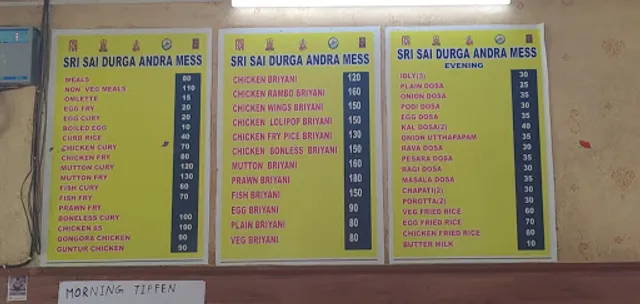 SRI SAI DURGA ANDRA MESS
MEALS 80
NON VEG MEALS 110
OMLETTE 15
EGG FRY 20
EGG CURY 20
BOILED EGG 10
CURD RICE 40
CHICKEN CURY 70
CHICKEN FRY 80
MUTTON CURY 120
MUTTON FRY 130
FISH CURY 60
FISH FRY 70
PRAWN FRY
BONELESS CURY 100
CHICKEN 65 100
GONGORA CHICKEN 90
GUNTUR CHICKEN 90
SRI SAI DURGA ANDRA MESS
CHICKEN BRIYANI 120
CHICKEN RAMBO BRIYANI 160
CHICKEN WINGS BRIYANI 150
CHICKEN LOLIPOP BRIYANI 150
CHICKEN FRY PICE BRIYANI 130
CHICKEN BONLESS BRIYANI 150
MUTTON BRIYANI 160
PRAWN BRIYANI 180
FISH BRIYANI 150
EGG BRIYANI 90
PLAIN BRIYANI 80
VEG BRIYANI 80
SRI SAI DURGA ANDRA MESS
EVENING
IDLY(3) 30
PLAIN DOSA 25
ONION DOSA 35
PODI DOSA 30
EGG DOSA 35
KAL DOSA(2) 40
ONION UTTHAPAPAM 35
RAVA DOSA 35
PESARA DOSA 35
RAGI DOSA 30
MASALA DOSA 35
CHAPATI(2) 30
POROTTA(2) 30
VEG FRIED RICE 60
EGG FRIED RICE 70
CHICKEN FRIED RICE 80
BUTTER MILK 10
MORNING TIFFEN